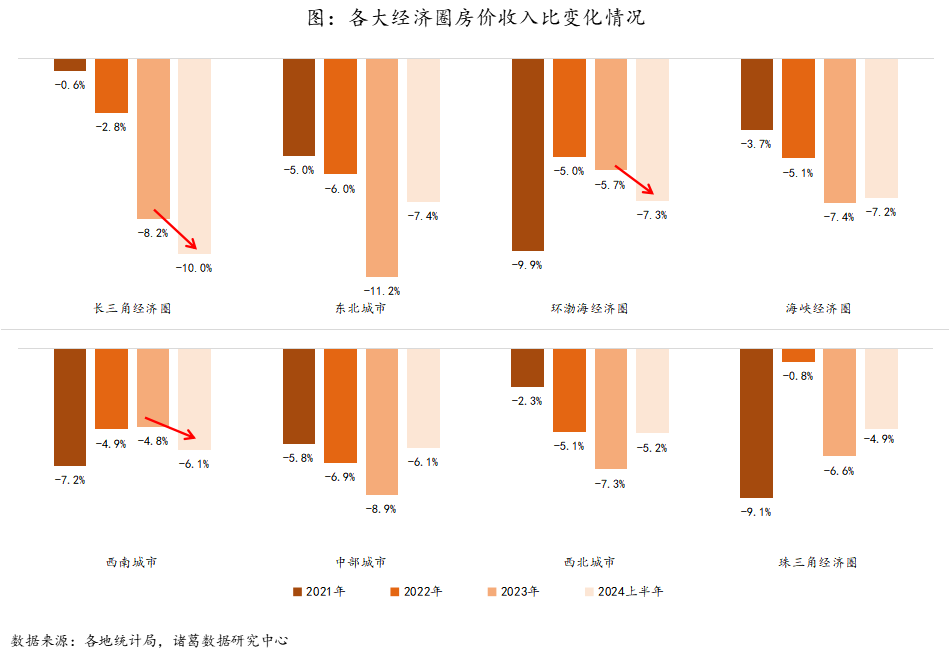 图：各大经济圈房价收入比变化情况
-0.6%
-2.8%
-8.2%
-10.0%
长三角经济圈
-5.0%
-6.0%
-11.2%
-7.4%
东北城市
-9.9%
-5.0%
-5.7%
-7.3%
环渤海经济圈
-3.7%
-5.1%
-7.4%
-7.2%
海峡经济圈
-7.2%
-4.9%
-4.8%
-6.1%
西南城市
-5.8%
-6.9%
-8.9%
-6.1%
中部城市
-2.3%
-5.1%
-7.3%
-5.2%
西北城市
-9.1%
-0.8%
-6.6%
-4.9%
珠三角经济圈
2021年 2022年 2023年 2024上半年
数据来源：各地统计局，诸葛数据研究中心